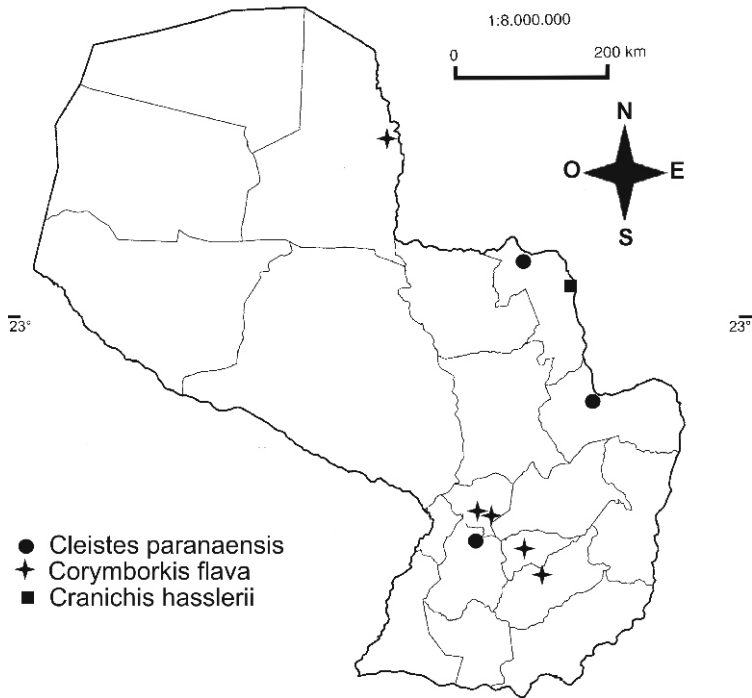 1:8.000.000
0 200 km
N
O E
S
23° 23°
Cleistes paranaensis
Corymborkis flava
Cranichis hasslerii